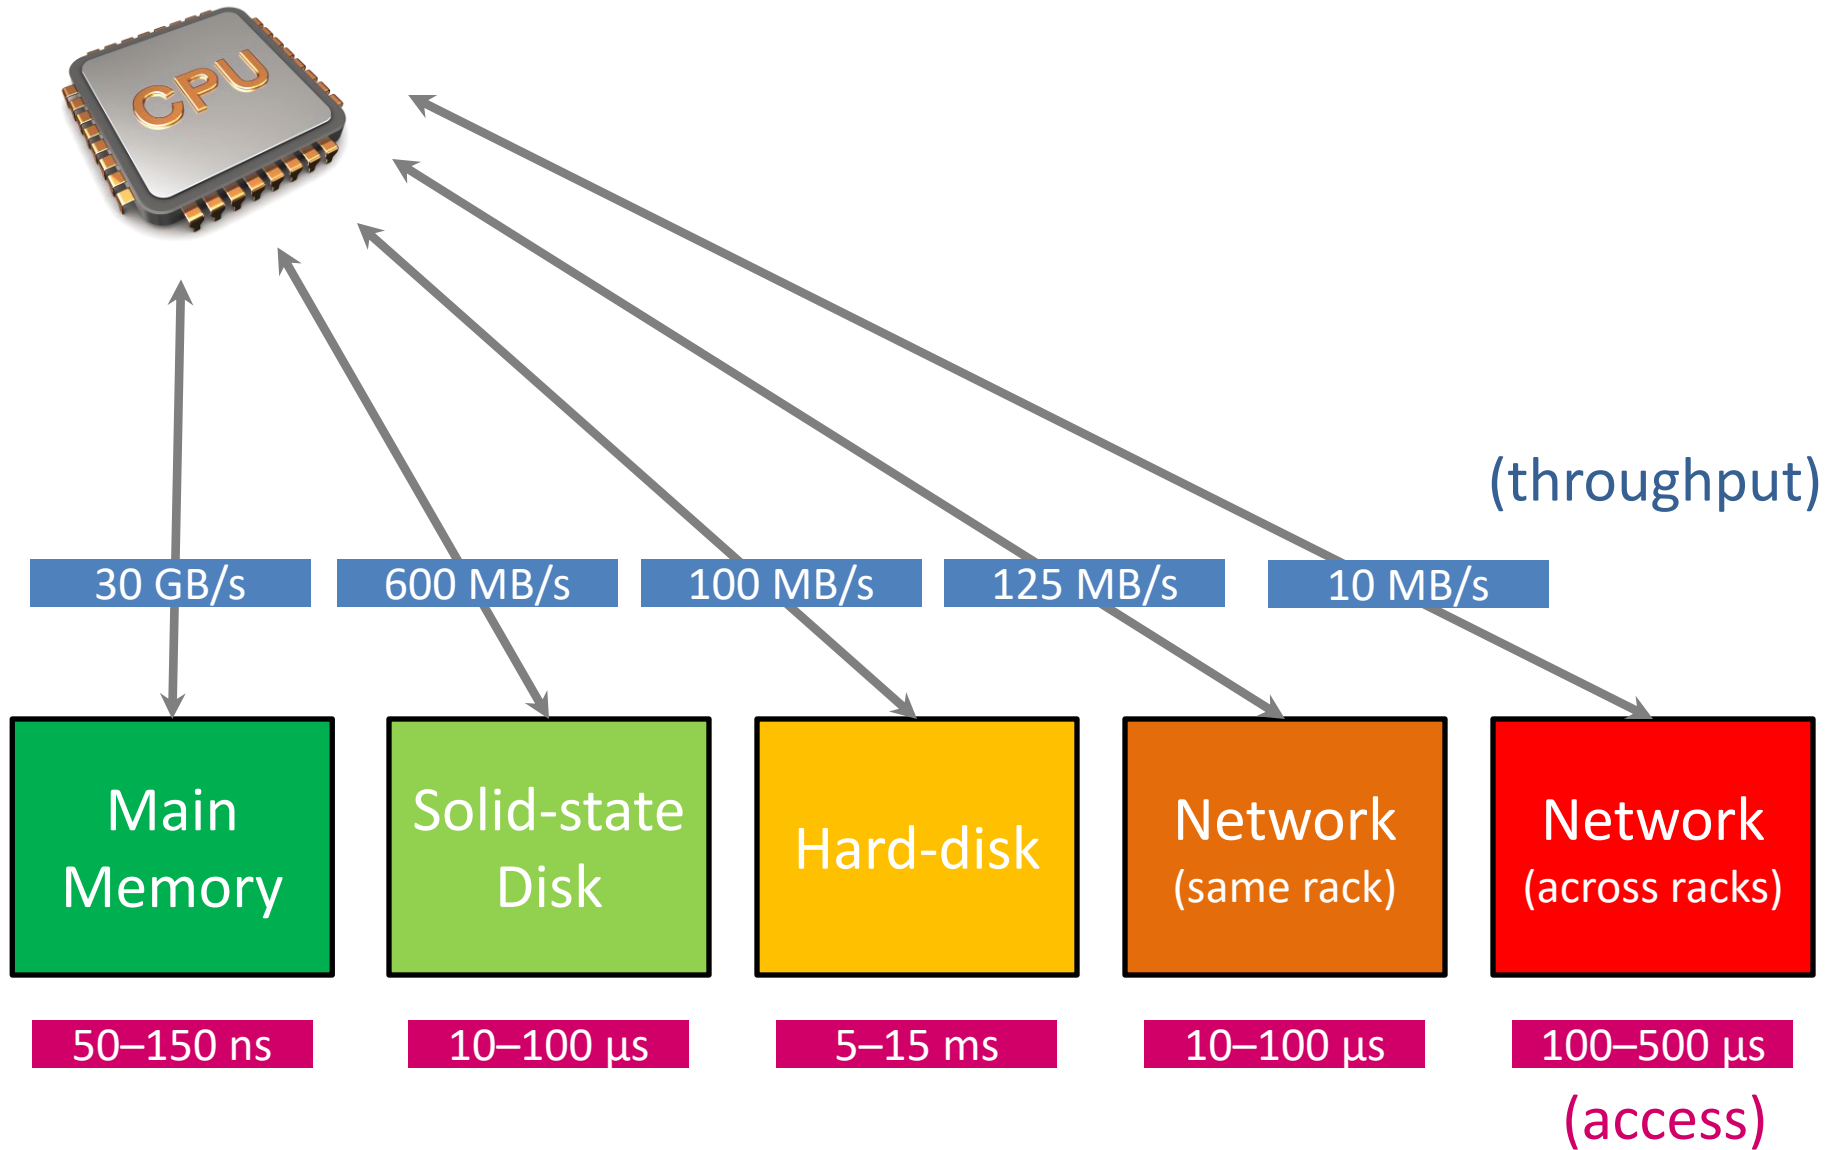 CPU
(throughput)
30 GB/s
600 MB/s
100 MB/s
125 MB/s
10 MB/s
Main
Memory
Solid-state
Disk
Hard-disk
Network
(same rack)
Network
(across racks)
50–150 ns
10–100 μs
5–15 ms
10–100 μs
100–500 μs
(access)